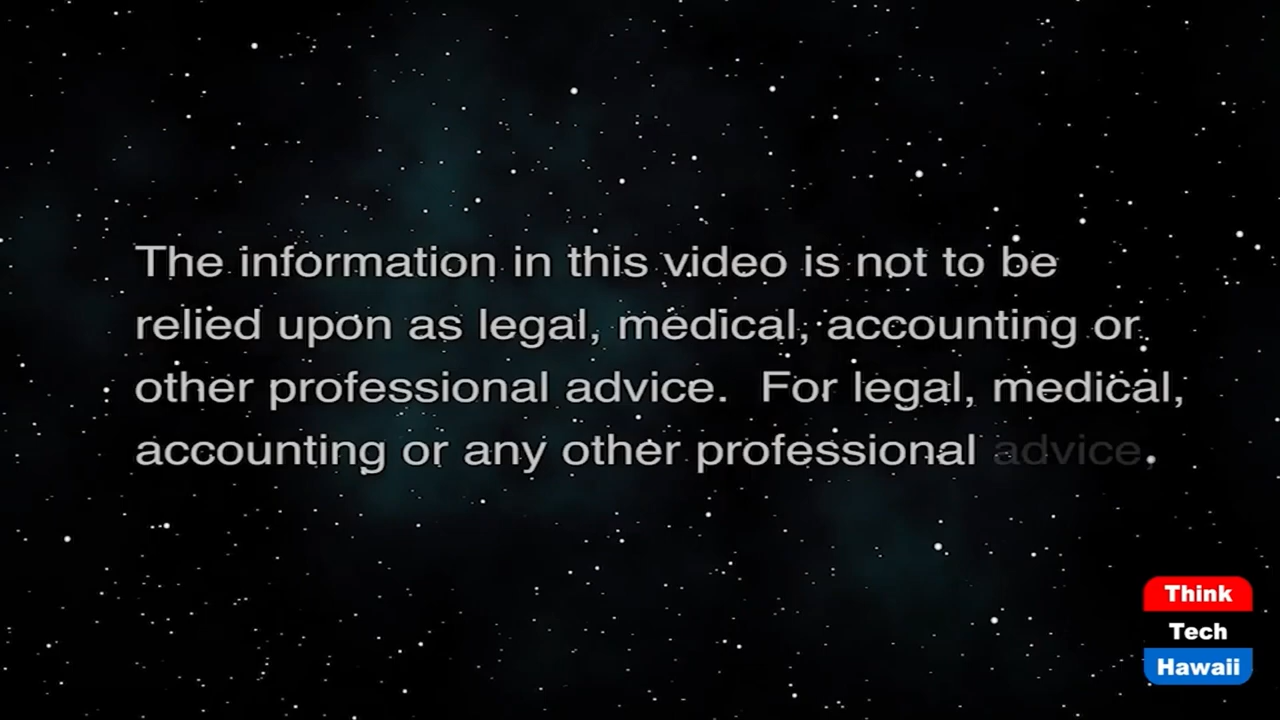 The information in this video is not to be
relied upon as legal, medical, accounting or
other professional advice.  For legal, medical,
accounting or any other professional advice,
Think
Tech
Hawaii